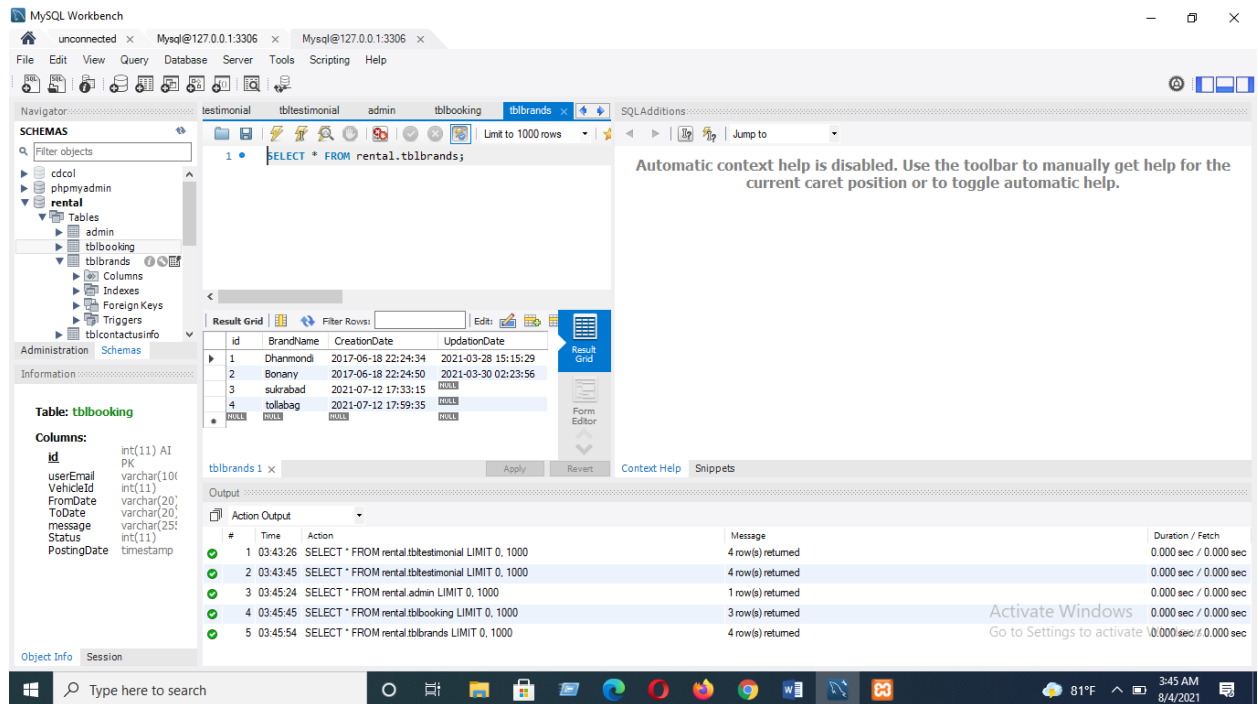 MySQL Workbench
unconnected × Mysql@127.0.0.1:3306 × Mysql@127.0.0.1:3306 ×
File Edit View Query Database Server Tools Scripting Help
Navigator
SCHEMAS
Filter objects
cdcol
phpmyadmin
rental
Tables
admin
tblbooking
tblbrands
Columns
Indexes
Foreign Keys
Triggers
tblcontactusinfo
Administration Schemas
Information
Table: tblbooking
Columns:
id int(11) AI
PK
userEmail varchar(100
VehicleId int(11)
FromDate varchar(20)
ToDate varchar(20)
message varchar(255
Status int(11)
PostingDate timestamp
Object Info Session
testimonial tbltestimonial admin tblbooking tblbrands ×
Limit to 1000 rows
1 SELECT * FROM rental.tblbrands;
Result Grid Filter Rows: Edit:
id BrandName CreationDate UpdationDate
1 Dhanmondi 2017-06-18 22:24:34 2021-03-28 15:15:29
2 Bonany 2017-06-18 22:24:50 2021-03-30 02:23:56
3 sukrabad 2021-07-12 17:33:15 NULL
4 tollabag 2021-07-12 17:59:35 NULL
NULL NULL NULL NULL
Result
Grid
Form
Editor
tblbrands 1 × Apply Revert
SQLAdditions
Jump to
Automatic context help is disabled. Use the toolbar to manually get help for the
current caret position or to toggle automatic help.
Context Help Snippets
Output
Action Output
# Time Action Message Duration / Fetch
1 03:43:26 SELECT * FROM rental.tbltestimonial LIMIT 0, 1000 4 row(s) returned 0.000 sec / 0.000 sec
2 03:43:45 SELECT * FROM rental.tbltestimonial LIMIT 0, 1000 4 row(s) returned 0.000 sec / 0.000 sec
3 03:45:24 SELECT * FROM rental.admin LIMIT 0, 1000 1 row(s) returned 0.000 sec / 0.000 sec
4 03:45:45 SELECT * FROM rental.tblbooking LIMIT 0, 1000 3 row(s) returned 0.000 sec / 0.000 sec
5 03:45:54 SELECT * FROM rental.tblbrands LIMIT 0, 1000 4 row(s) returned 0.000 sec / 0.000 sec
Activate Windows
Go to Settings to activate
Type here to search
81°F
3:45 AM
8/4/2021